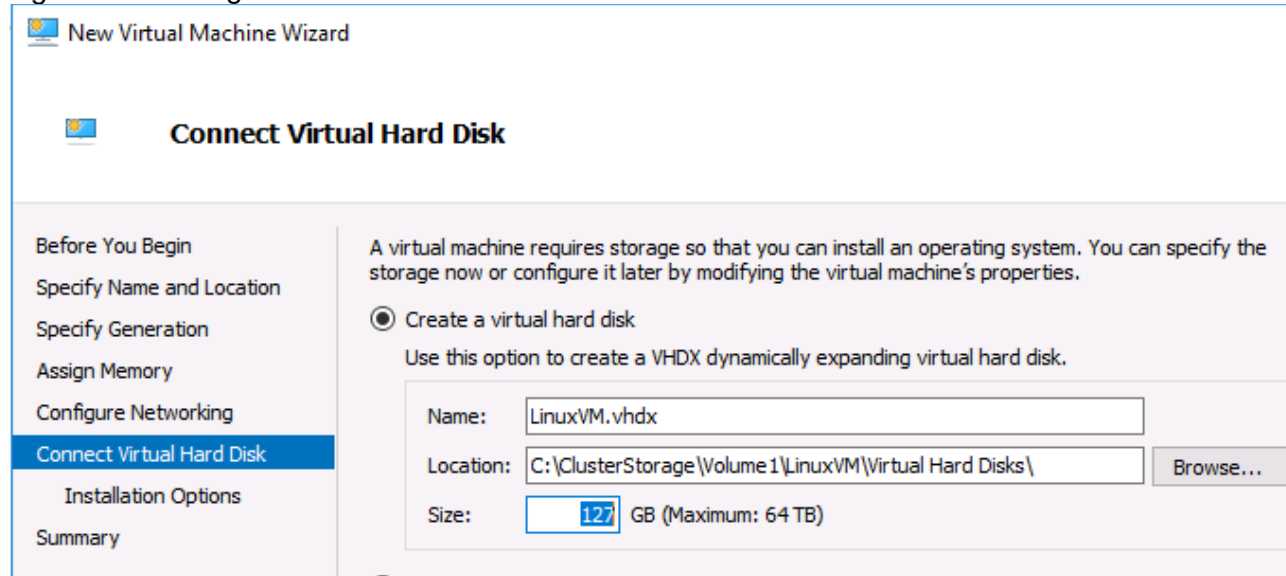 New Virtual Machine Wizard
Connect Virtual Hard Disk
Before You Begin
Specify Name and Location
Specify Generation
Assign Memory
Configure Networking
Connect Virtual Hard Disk
Installation Options
Summary
A virtual machine requires storage so that you can install an operating system. You can specify the
storage now or configure it later by modifying the virtual machine's properties.
Create a virtual hard disk
Use this option to create a VHDX dynamically expanding virtual hard disk.
Name: LinuxVM.vhdx
Location: C:\ClusterStorage\Volume1\LinuxVM\Virtual Hard Disks\ Browse...
Size: 127 GB (Maximum: 64 TB)